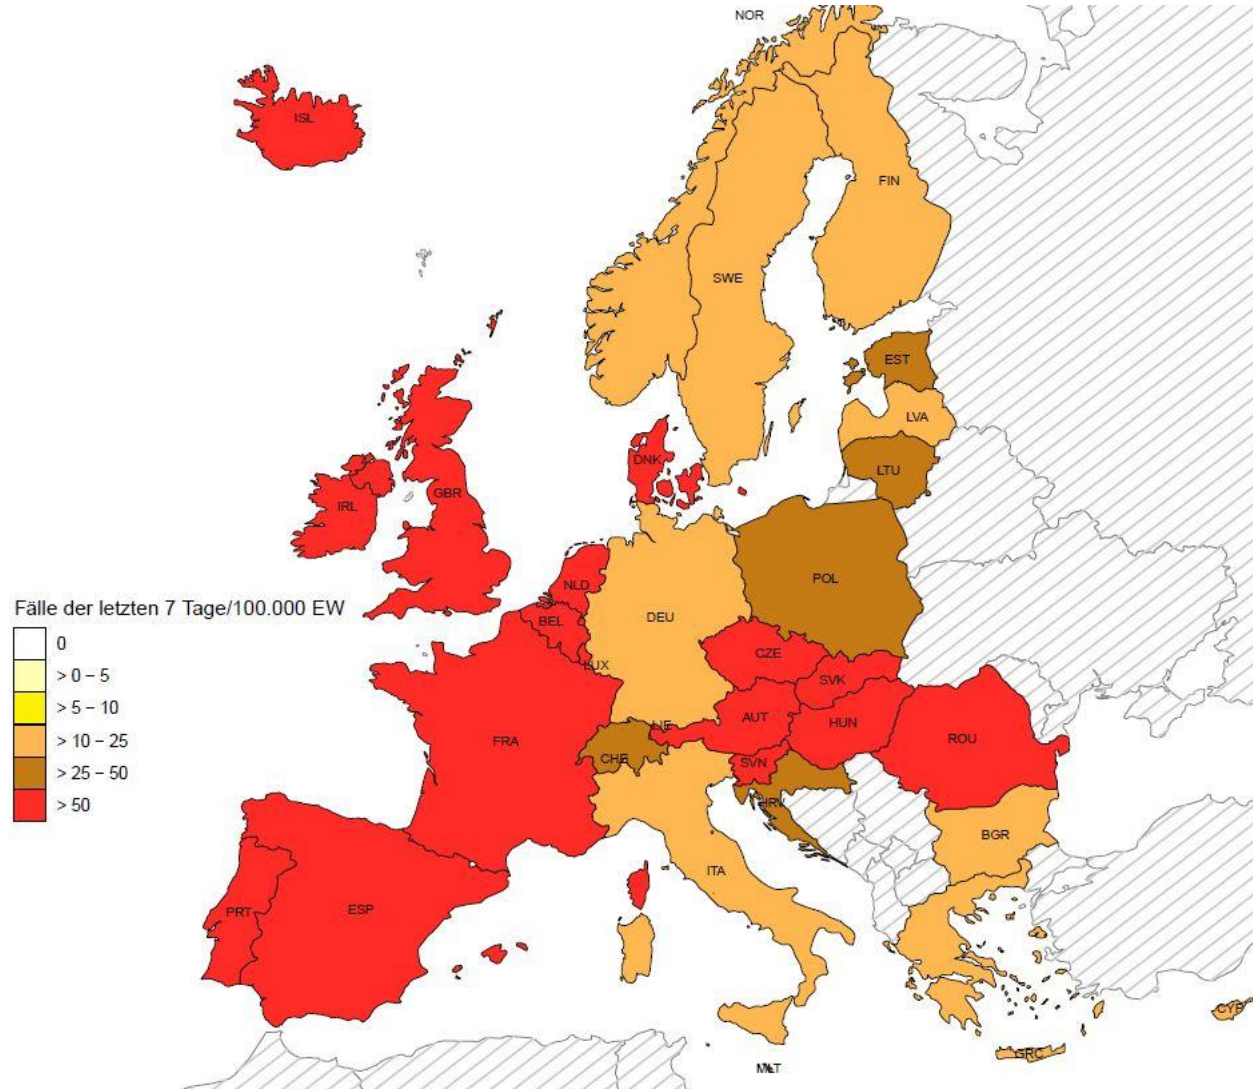 NOR
ISL
FIN
SWE
EST
LVA
DNK
LTU
GBR
IRL
NLD
POL
Fälle der letzten 7 Tage/100.000 EW
0
> 0 – 5
> 5 – 10
> 10 – 25
> 25 – 50
> 50
BEL
DEU
LUX
CZE
SVK
LIE
AUT
HUN
FRA
ROU
CHE
SVN
HRV
BGR
ITA
PRT
ESP
CYP
GRC
MLT